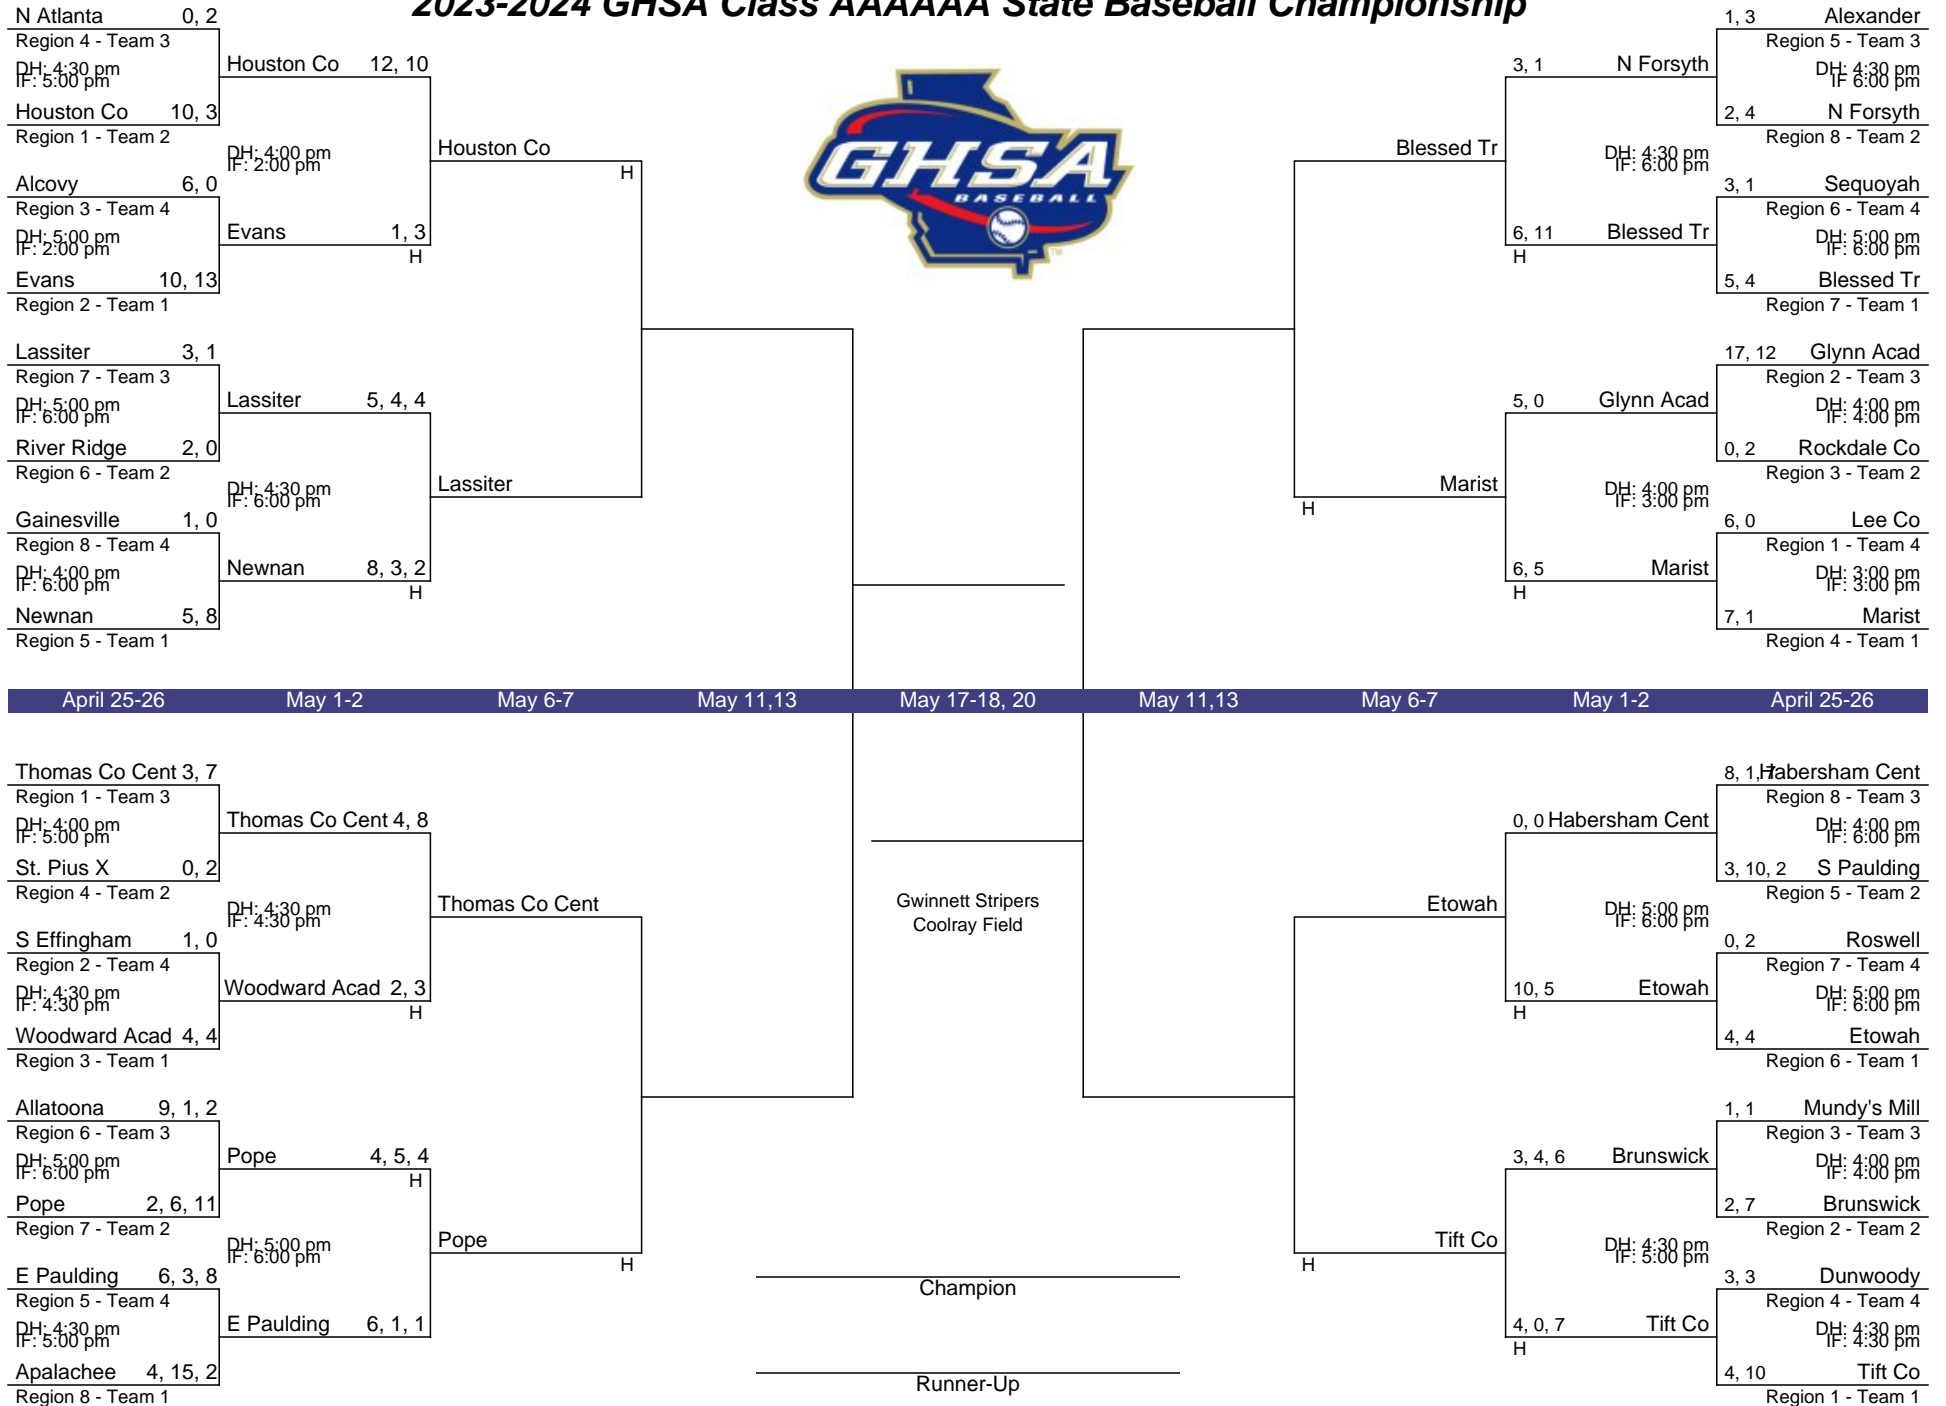 2023-2024 GHSA Class AAAAAA State Baseball Championship
N Atlanta 0, 2
Region 4 - Team 3
DH: 4:30 pm
IF: 5:00 pm
Houston Co 10, 3
Region 1 - Team 2
Alcovy 6, 0
Region 3 - Team 4
DH: 5:00 pm
IF: 2:00 pm
Evans 10, 13
Region 2 - Team 1
Lassiter 3, 1
Region 7 - Team 3
DH: 5:00 pm
IF: 6:00 pm
River Ridge 2, 0
Region 6 - Team 2
Gainesville 1, 0
Region 8 - Team 4
DH: 4:00 pm
IF: 6:00 pm
Newnan 5, 8
Region 5 - Team 1
Houston Co 12, 10
DH: 4:00 pm
IF: 2:00 pm
Evans 1, 3
H
Lassiter 5, 4, 4
DH: 4:30 pm
IF: 6:00 pm
Newnan 8, 3, 2
H
Houston Co
H
Lassiter
GHSA
BASEBALL
TM
Blessed Tr
Marist
H
3, 1 N Forsyth
DH: 4:30 pm
IF: 6:00 pm
6, 11 Blessed Tr
H
5, 0 Glynn Acad
DH: 4:00 pm
IF: 3:00 pm
6, 5 Marist
H
1, 3 Alexander
Region 5 - Team 3
DH: 4:30 pm
IF 6:00 pm
2, 4 N Forsyth
Region 8 - Team 2
3, 1 Sequoyah
Region 6 - Team 4
DH: 5:00 pm
IF: 6:00 pm
5, 4 Blessed Tr
Region 7 - Team 1
17, 12 Glynn Acad
Region 2 - Team 3
DH: 4:00 pm
IF: 4:00 pm
0, 2 Rockdale Co
Region 3 - Team 2
6, 0 Lee Co
Region 1 - Team 4
DH: 3:00 pm
IF: 3:00 pm
7, 1 Marist
Region 4 - Team 1
April 25-26 May 1-2 May 6-7 May 11,13 May 17-18, 20 May 11,13 May 6-7 May 1-2 April 25-26
Thomas Co Cent 3, 7
Region 1 - Team 3
DH: 4:00 pm
IF: 5:00 pm
St. Pius X 0, 2
Region 4 - Team 2
S Effingham 1, 0
Region 2 - Team 4
DH: 4:30 pm
IF: 4:30 pm
Woodward Acad 4, 4
Region 3 - Team 1
Allatoona 9, 1, 2
Region 6 - Team 3
DH: 5:00 pm
IF: 6:00 pm
Pope 2, 6, 11
Region 7 - Team 2
E Paulding 6, 3, 8
Region 5 - Team 4
DH: 4:30 pm
IF: 5:00 pm
Apalachee 4, 15, 2
Region 8 - Team 1
Thomas Co Cent 4, 8
DH: 4:30 pm
IF: 4:30 pm
Woodward Acad 2, 3
H
Pope 4, 5, 4
H
DH: 5:00 pm
IF: 6:00 pm
E Paulding 6, 1, 1
Thomas Co Cent
Pope
H
Gwinnett Stripers
Coolray Field
Champion
Runner-Up
Etowah
Tift Co
H
0, 0 Habersham Cent
DH: 5:00 pm
IF: 6:00 pm
10, 5 Etowah
H
3, 4, 6 Brunswick
DH: 4:30 pm
IF: 5:00 pm
4, 0, 7 Tift Co
H
8, 1, 7 Habersham Cent
Region 8 - Team 3
DH: 4:00 pm
IF: 6:00 pm
3, 10, 2 S Paulding
Region 5 - Team 2
0, 2 Roswell
Region 7 - Team 4
DH: 5:00 pm
IF: 6:00 pm
4, 4 Etowah
Region 6 - Team 1
1, 1 Mundy's Mill
Region 3 - Team 3
DH: 4:00 pm
IF: 4:00 pm
2, 7 Brunswick
Region 2 - Team 2
3, 3 Dunwoody
Region 4 - Team 4
DH: 4:30 pm
IF: 4:30 pm
4, 10 Tift Co
Region 1 - Team 1